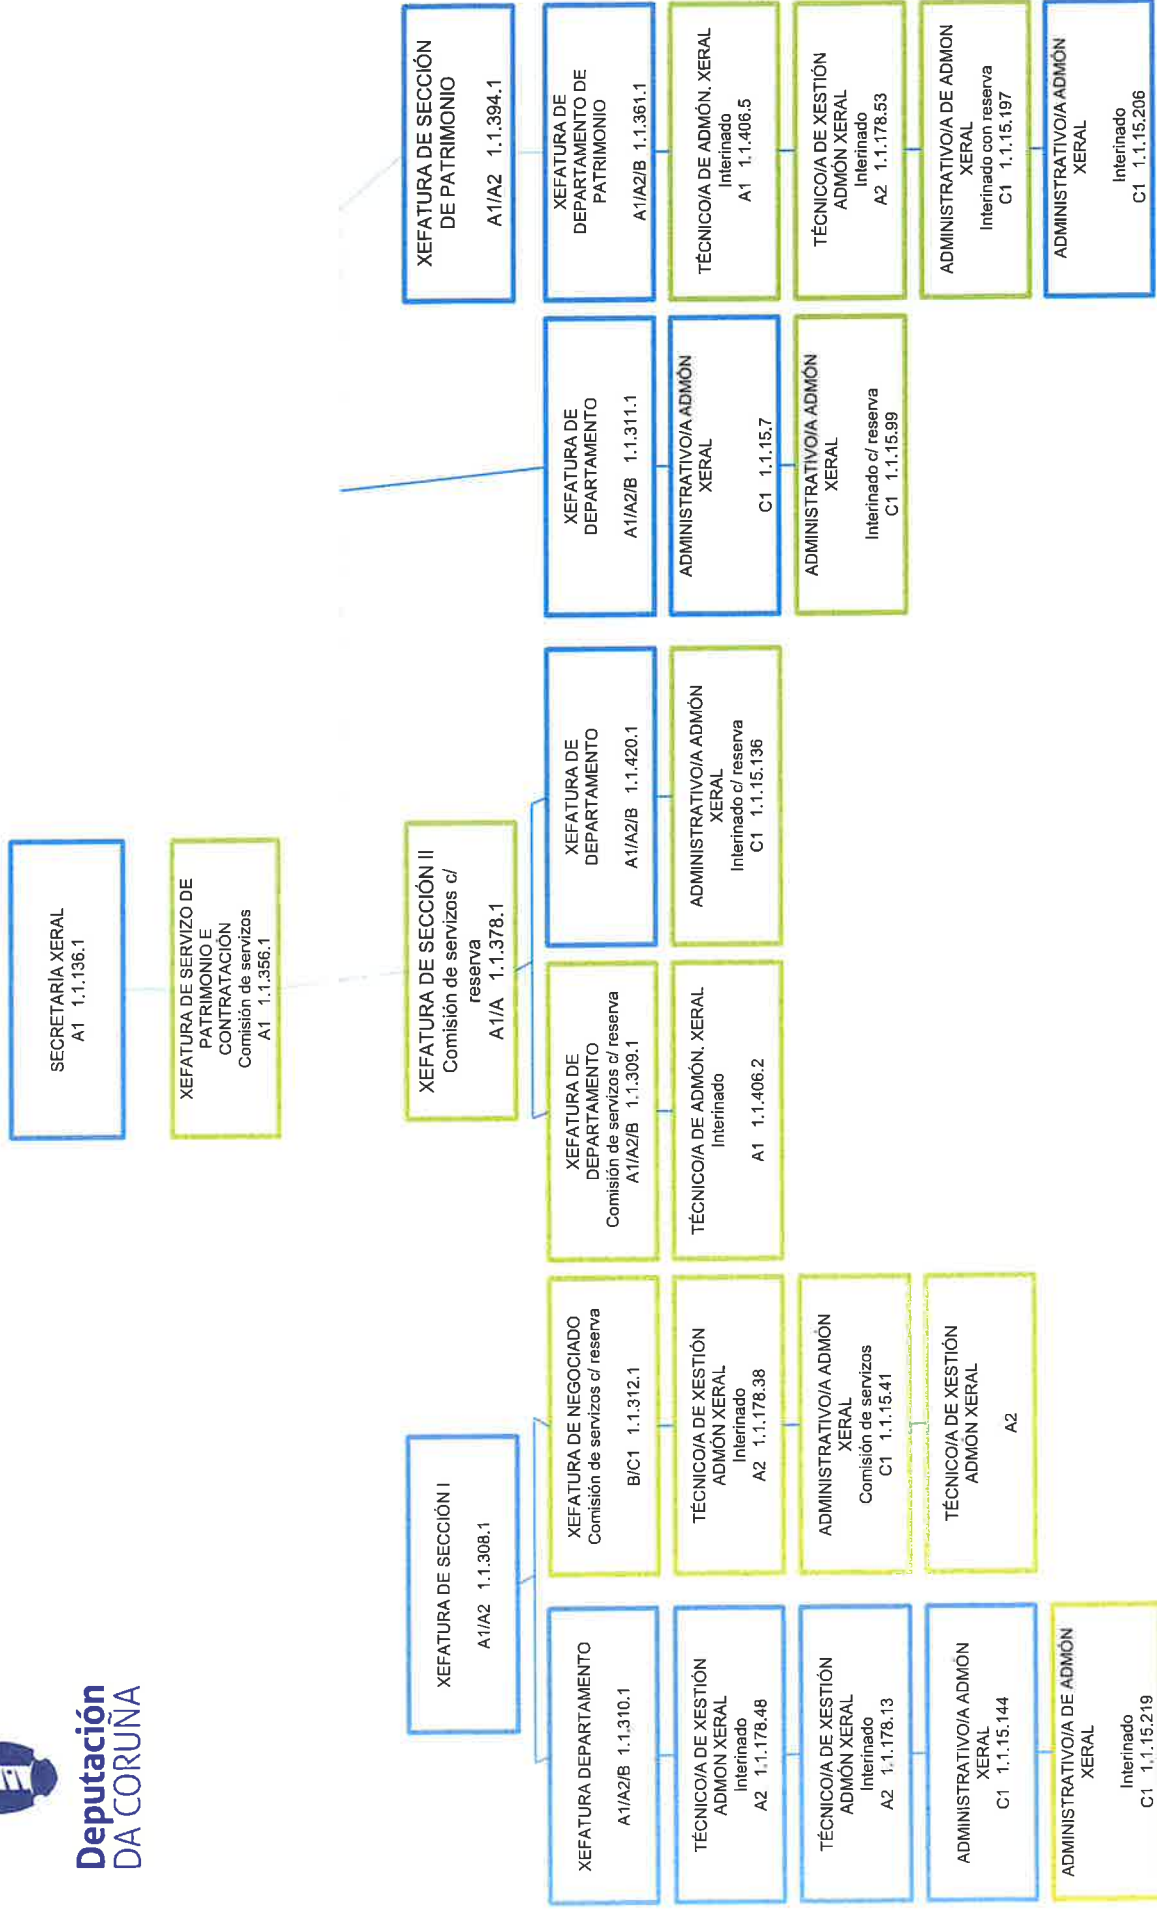 Deputación
DA CORUÑA
SECRETARÍA XERAL
A1 1.1.136.1
XEFATURA DE SERVIZO DE
PATRIMONIO E
CONTRATACIÓN
Comisión de servizos
A1 1.1.356.1
XEFATURA DE SECCIÓN I
A1/A2 1.1.308.1
XEFATURA DE SECCIÓN II
Comisión de servizos c/
reserva
A1/A 1.1.378.1
XEFATURA DE SECCIÓN
DE PATRIMONIO
A1/A2 1.1.394.1
XEFATURA DEPARTAMENTO
A1/A2/B 1.1.310.1
TÉCNICO/A DE XESTIÓN
ADMON XERAL
Interinado
A2 1.1.178.48
TÉCNICO/A DE XESTIÓN
ADMÓN XERAL
Interinado
A2 1.1.178.13
ADMINISTRATIVO/A ADMÓN
XERAL
C1 1.1.15.144
ADMINISTRATIVO/A DE ADMÓN
XERAL
Interinado
C1 1.1.15.219
XEFATURA DE NEGOCIADO
Comisión de servizos c/ reserva
B/C1 1.1.312.1
TÉCNICO/A DE XESTIÓN
ADMÓN XERAL
Interinado
A2 1.1.178.38
ADMINISTRATIVO/A ADMÓN
XERAL
Comisión de servizos
C1 1.1.15.41
TÉCNICO/A DE XESTIÓN
ADMÓN XERAL
A2
XEFATURA DE
DEPARTAMENTO
Comisión de servizos c/ reserva
A1/A2/B 1.1.309.1
TÉCNICO/A DE ADMÓN. XERAL
Interinado
A1 1.1.406.2
XEFATURA DE
DEPARTAMENTO
A1/A2/B 1.1.420.1
ADMINISTRATIVO/A ADMÓN
XERAL
Interinado c/ reserva
C1 1.1.15.136
XEFATURA DE
DEPARTAMENTO
A1/A2/B 1.1.311.1
ADMINISTRATIVO/A ADMÓN
XERAL
C1 1.1.15.7
ADMINISTRATIVO/A ADMÓN
XERAL
Interinado c/ reserva
C1 1.1.15.99
XEFATURA DE
DEPARTAMENTO DE
PATRIMONIO
A1/A2/B 1.1.361.1
TÉCNICO/A DE ADMÓN. XERAL
Interinado
A1 1.1.406.5
TÉCNICO/A DE XESTIÓN
ADMÓN XERAL
Interinado
A2 1.1.178.53
ADMINISTRATIVO/A DE ADMON
XERAL
Interinado con reserva
C1 1.1.15.197
ADMINISTRATIVO/A ADMÓN
XERAL
Interinado
C1 1.1.15.206